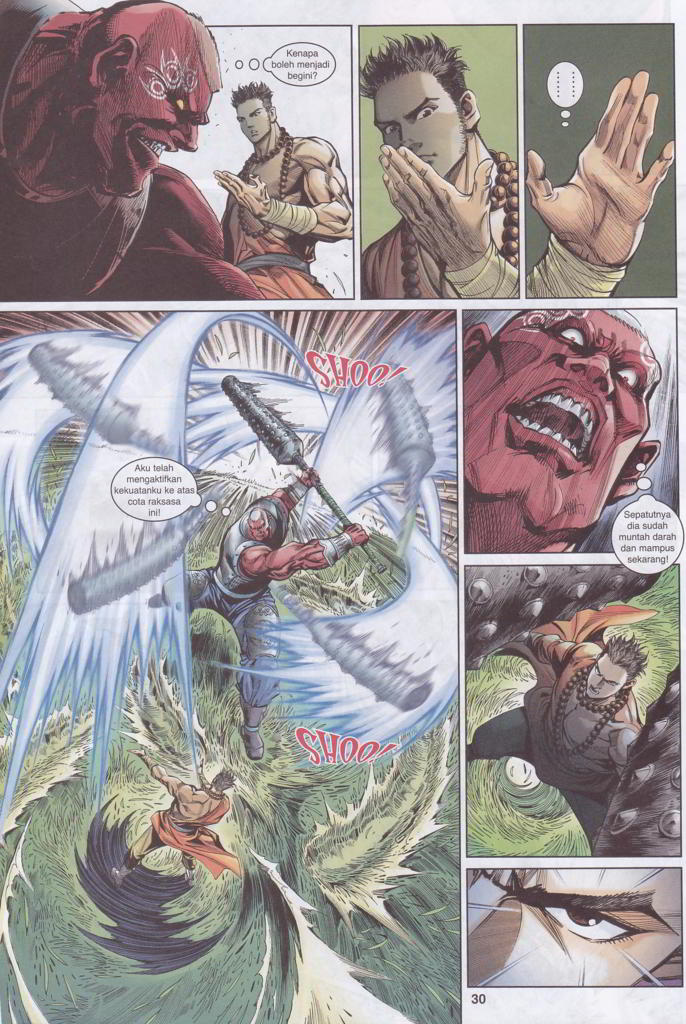 Kenapa
boleh menjadi
begini?
SHOO!
Aku telah
mengaktifkan
kekuatanku ke atas
cota raksasa
ini!
Sepatutnya
dia sudah
muntah darah
dan mampus
sekarang!
SHOO!
30